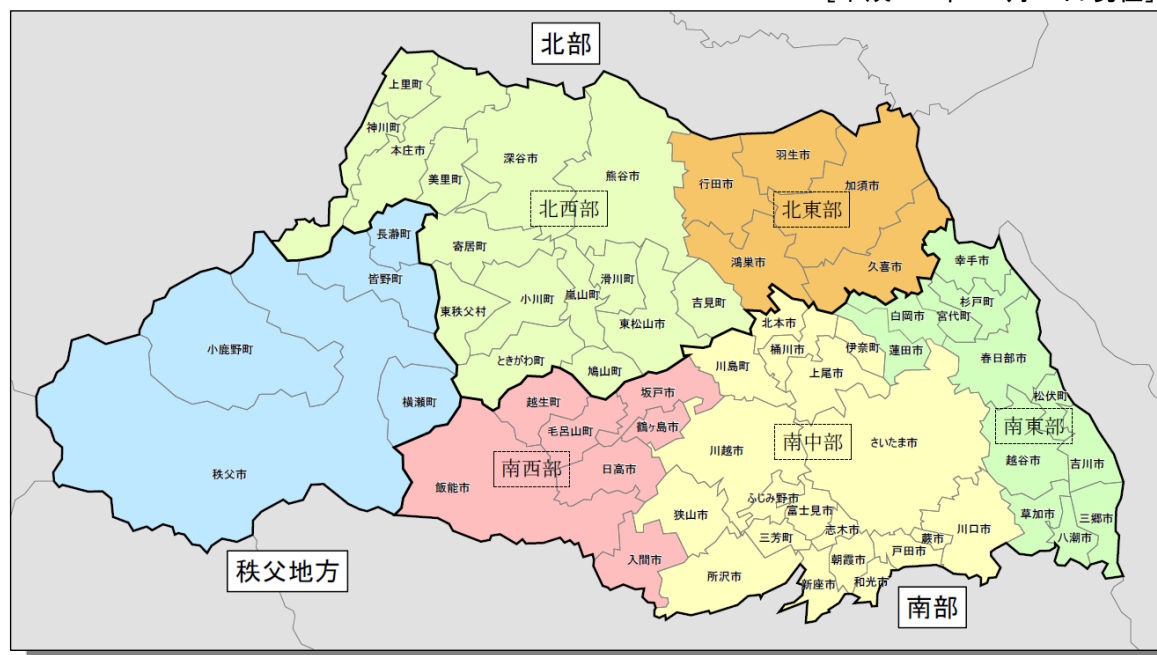 北部
上里町
神川町
本庄市
美里町
深谷市
熊谷市
北西部
長瀞町
皆野町
寄居町
小川町
嵐山町
滑川町
吉見町
東秩父村
東松山市
ときがわ町
鳩山町
行田市
羽生市
加須市
北東部
鴻巣市
久喜市
幸手市
杉戸町
白岡市
宮代町
蓮田市
春日部市
松伏町
南東部
越谷市
吉川市
草加市
三郷市
八潮市
小鹿野町
横瀬町
秩父市
秩父地方
越生町
坂戸市
毛呂山町
鶴ヶ島市
南西部
日高市
飯能市
入間市
北本市
桶川市
伊奈町
川島町
上尾市
川越市
南中部
さいたま市
ふじみ野市
富士見市
狭山市
三芳町
志木市
川口市
蕨市
戸田市
朝霞市
所沢市
新座市
和光市
南部